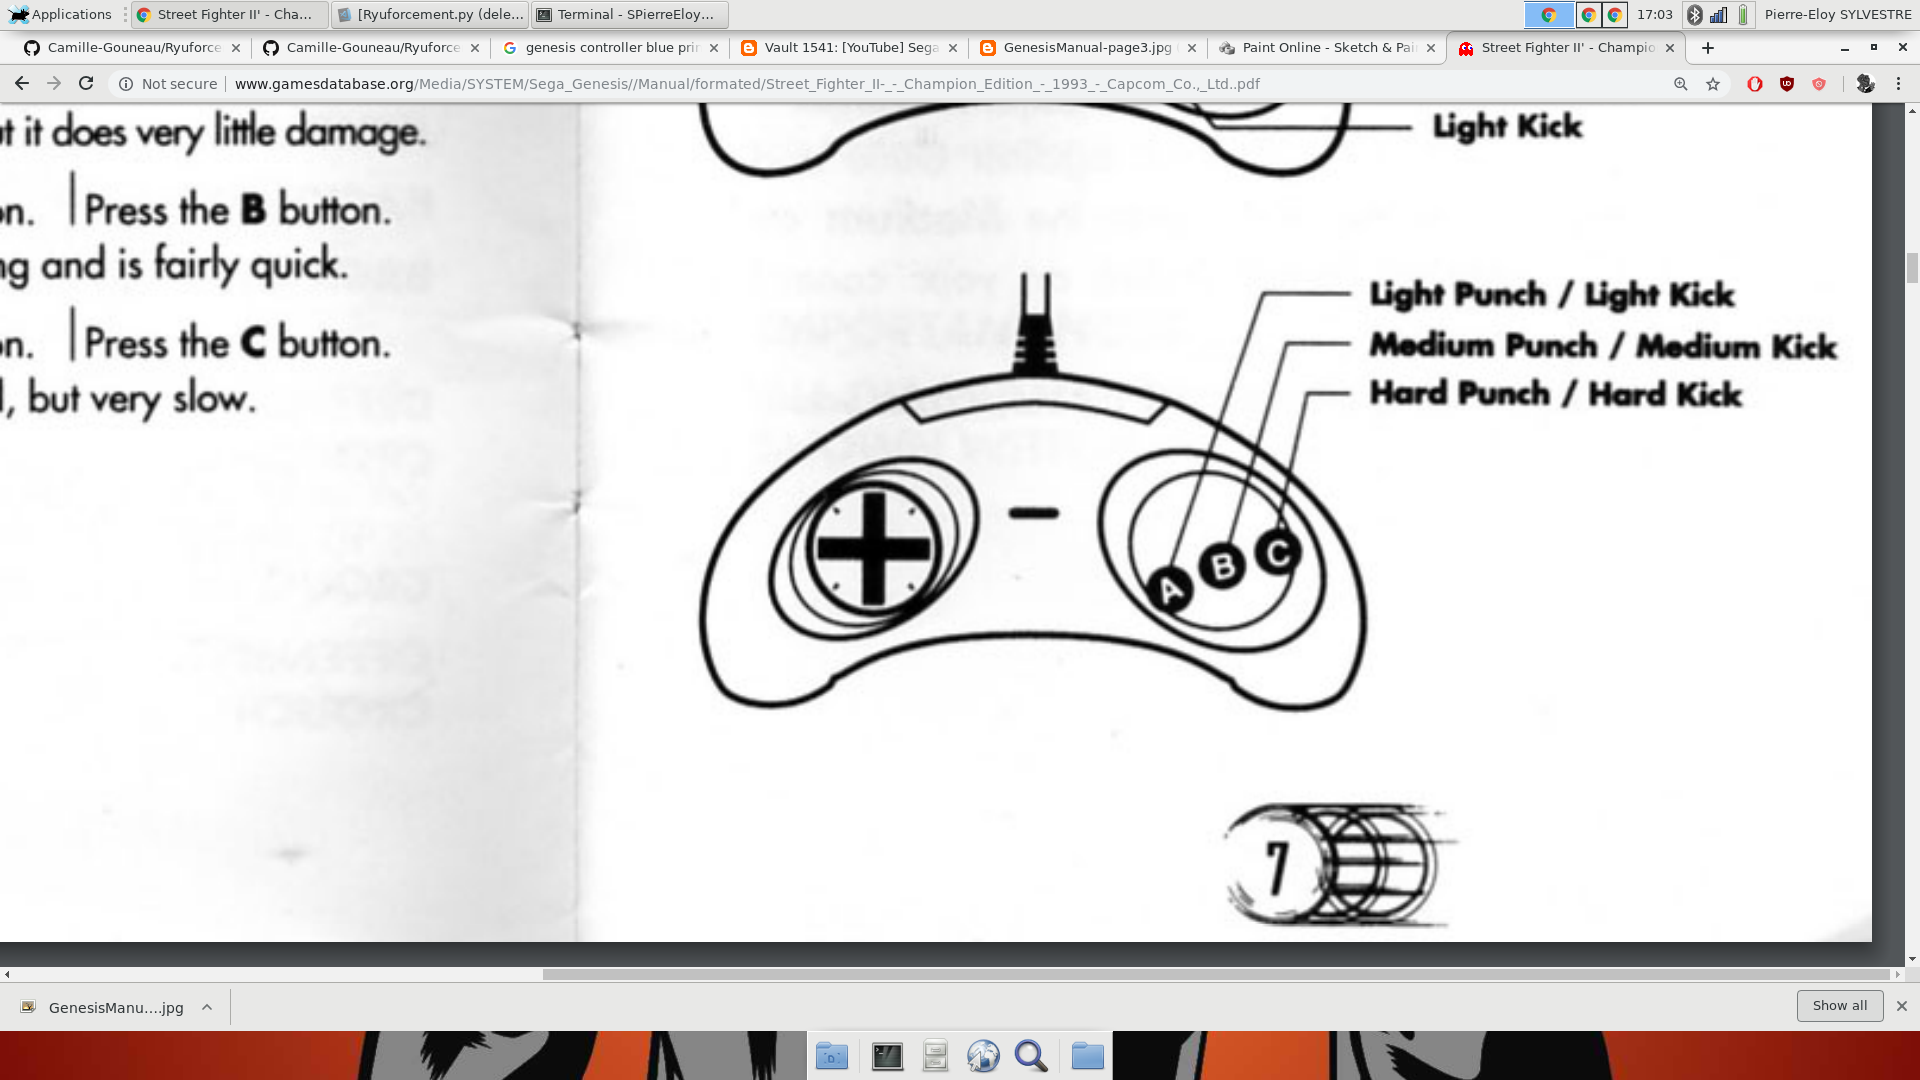 Applications
Street Fighter II' - Cha...
[Ryuforcement.py (dele...
Terminal - SPierreEloy...
17:03
Pierre-Eloy SYLVESTRE
Camille-Gouneau/Ryuforce
Camille-Gouneau/Ryuforce
genesis controller blue prin
Vault 1541: [YouTube] Sega
GenesisManual-page3.jpg
Paint Online - Sketch & Pai
Street Fighter II' - Champio
Not secure
www.gamesdatabase.org/Media/SYSTEM/Sega_Genesis//Manual/formated/Street_Fighter_II-_-_Champion_Edition_-_1993_-_Capcom_Co.,_Ltd..pdf
t it does very little damage.
on. Press the B button.
ng and is fairly quick.
on. Press the C button.
, but very slow.
Light Kick
Light Punch / Light Kick
Medium Punch / Medium Kick
Hard Punch / Hard Kick
A B C
7
GenesisManu....jpg
Show all